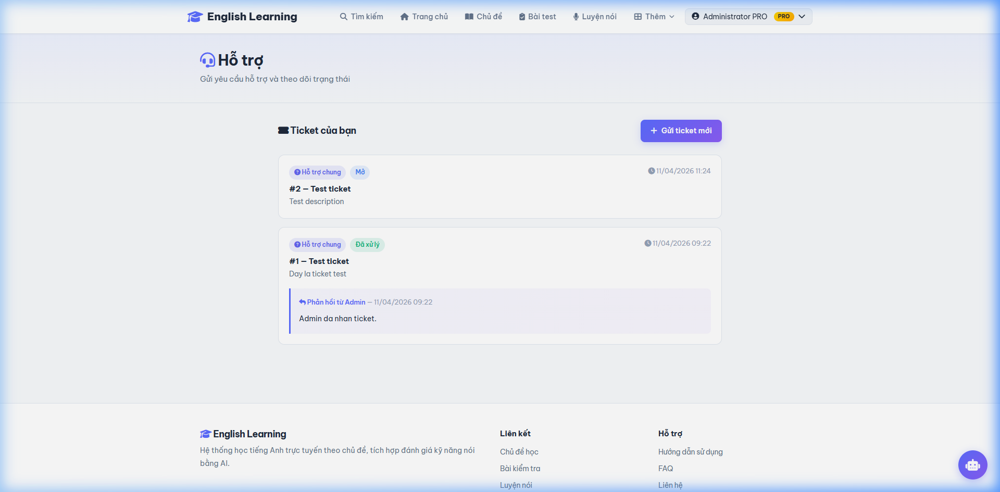 English Learning
Tìm kiếm
Trang chủ
Chủ đề
Bài test
Luyện nói
Thêm
Administrator PRO PRO
Hỗ trợ
Gửi yêu cầu hỗ trợ và theo dõi trạng thái
Ticket của bạn
Gửi ticket mới
Hỗ trợ chung Mở 11/04/2026 11:24
#2 — Test ticket
Test description
Hỗ trợ chung Đã xử lý 11/04/2026 09:22
#1 — Test ticket
Day la ticket test
Phản hồi từ Admin — 11/04/2026 09:22
Admin da nhan ticket.
English Learning
Hệ thống học tiếng Anh trực tuyến theo chủ đề, tích hợp đánh giá kỹ năng nói
bằng AI.
Liên kết
Chủ đề học
Bài kiểm tra
Luyện nói
Hỗ trợ
Hướng dẫn sử dụng
FAQ
Liên hệ